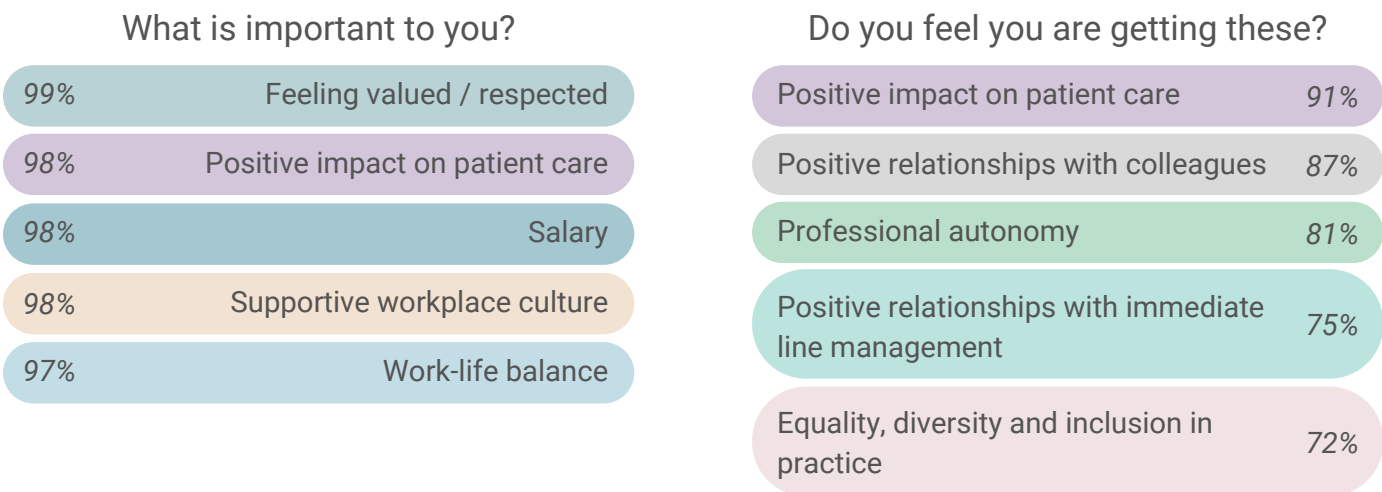 What is important to you?
99% Feeling valued / respected
98% Positive impact on patient care
98% Salary
98% Supportive workplace culture
97% Work-life balance
Do you feel you are getting these?
Positive impact on patient care 91%
Positive relationships with colleagues 87%
Professional autonomy 81%
Positive relationships with immediate
line management 75%
Equality, diversity and inclusion in
practice 72%